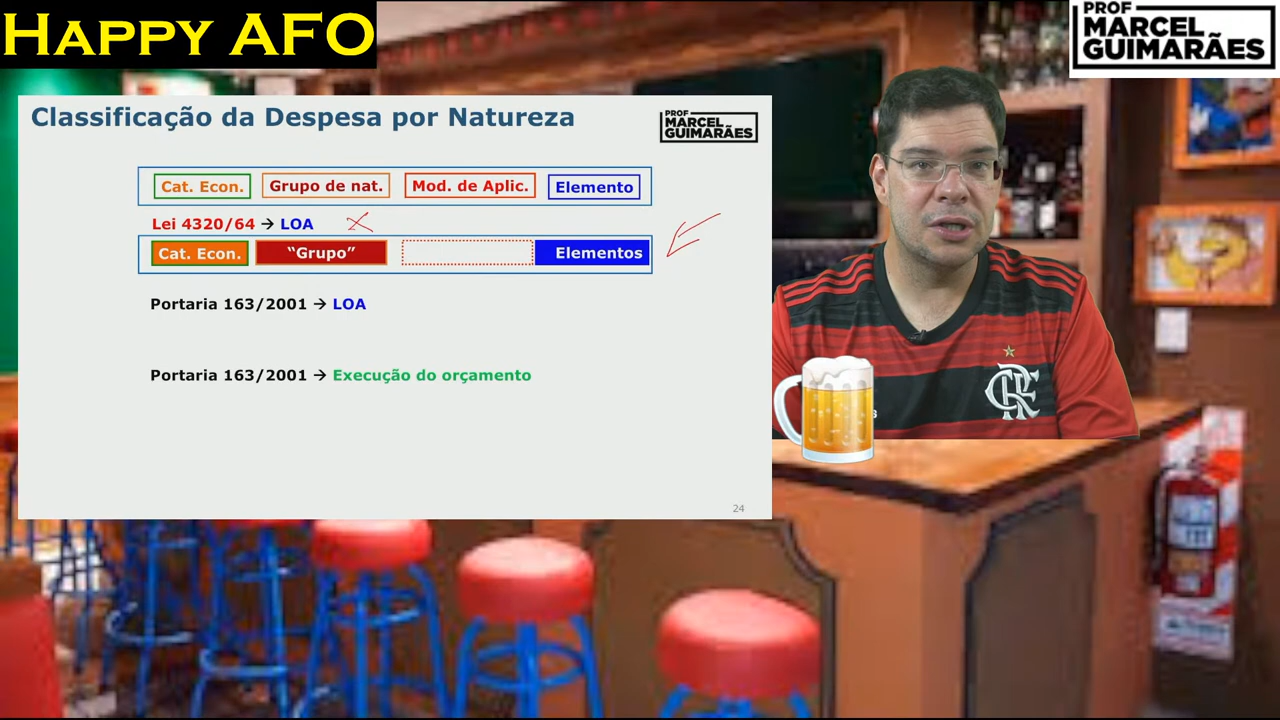 HAPPY AFO
PROF
MARCEL
GUIMARÃES
Classificação da Despesa por Natureza
PROF
MARCEL
GUIMARÃES
Cat. Econ. Grupo de nat. Mod. de Aplic. Elemento
Lei 4320/64 → LOA
Cat. Econ. “Grupo” Elementos
Portaria 163/2001 → LOA
Portaria 163/2001 → Execução do orçamento
24